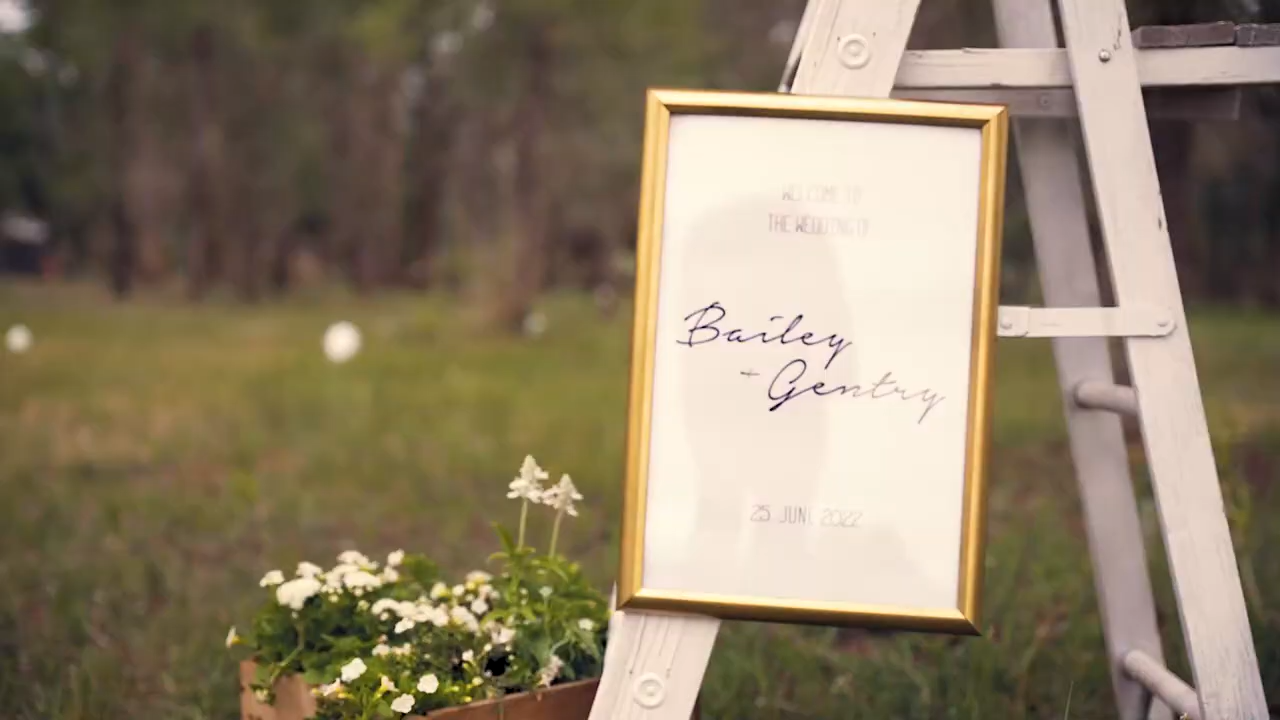 WELCOME TO
THE WEDDING OF
Bailey
+ Gentry
25 JUNE 2022